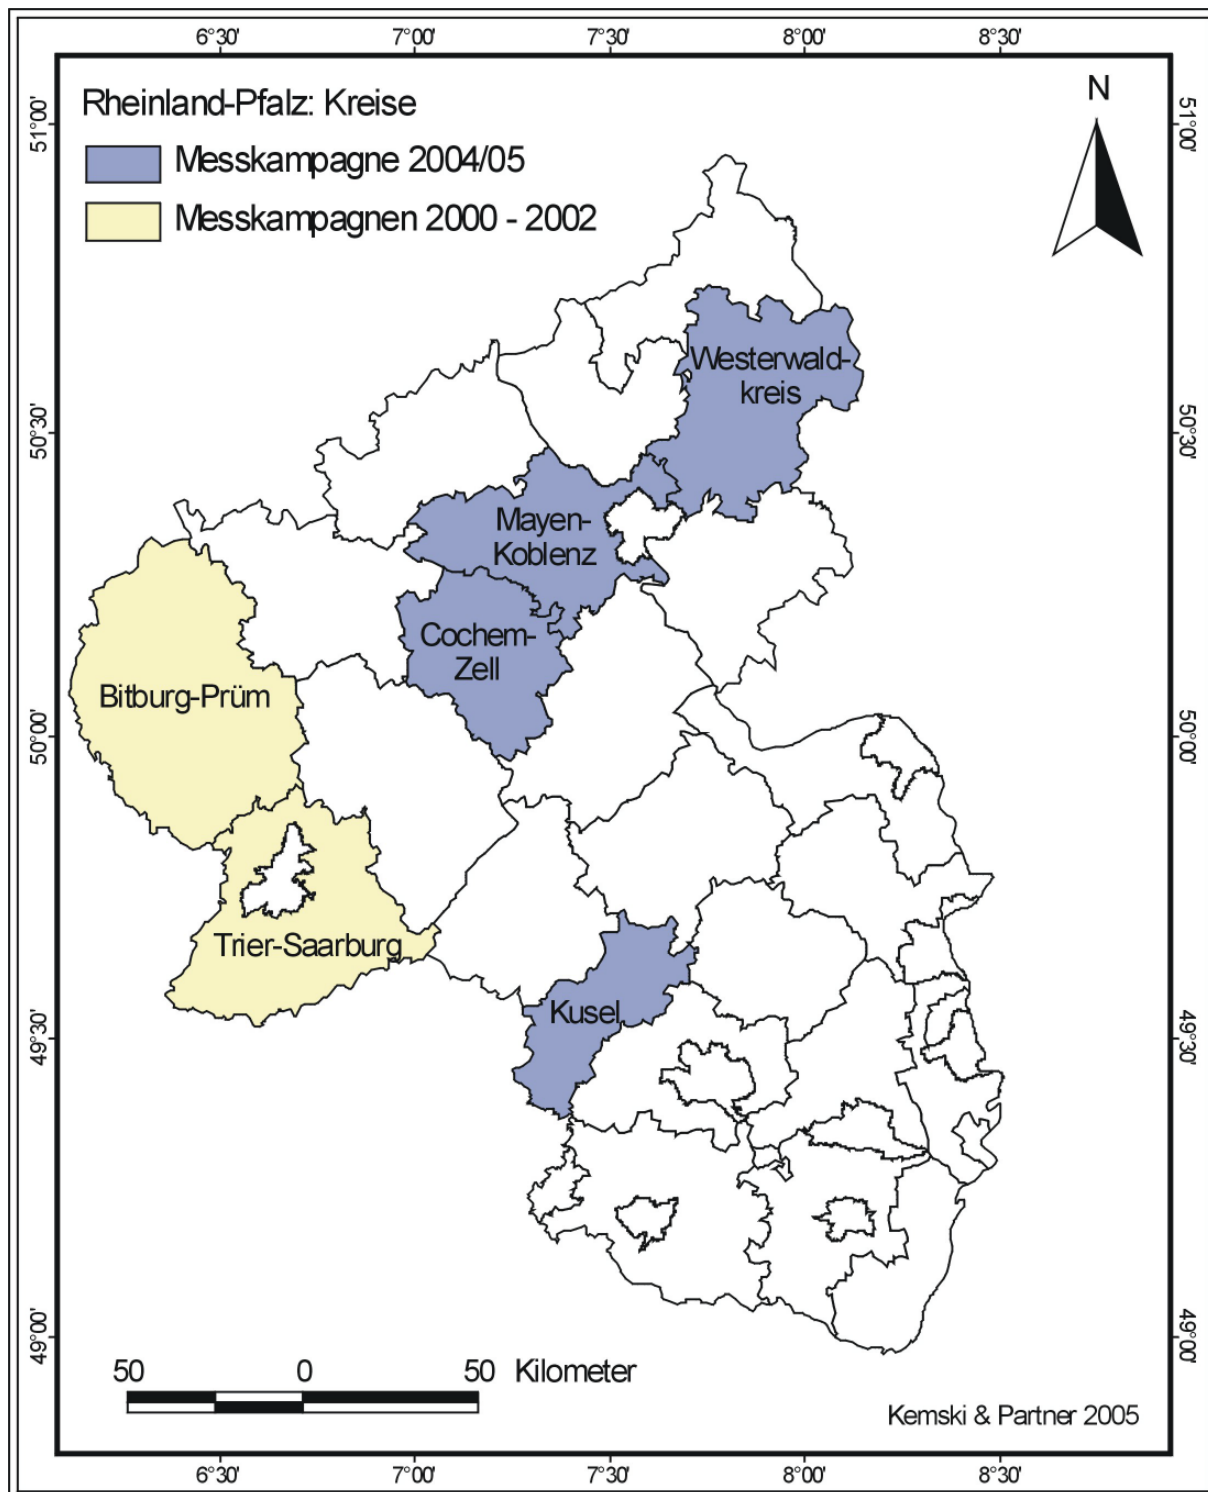 6°30' 7°00' 7°30' 8°00' 8°30'
Rheinland-Pfalz: Kreise
Messkampagne 2004/05
Messkampagnen 2000 - 2002
N
51°00' 51°00'
Westerwald-
kreis
50°30' 50°30'
Mayen-
Koblenz
Cochem-
Zell
Bitburg-Prüm
50°00' 50°00'
Trier-Saarburg
Kusel
49°30' 49°30'
49°00' 49°00'
50 0 50 Kilometer
Kemski & Partner 2005
6°30' 7°00' 7°30' 8°00' 8°30'